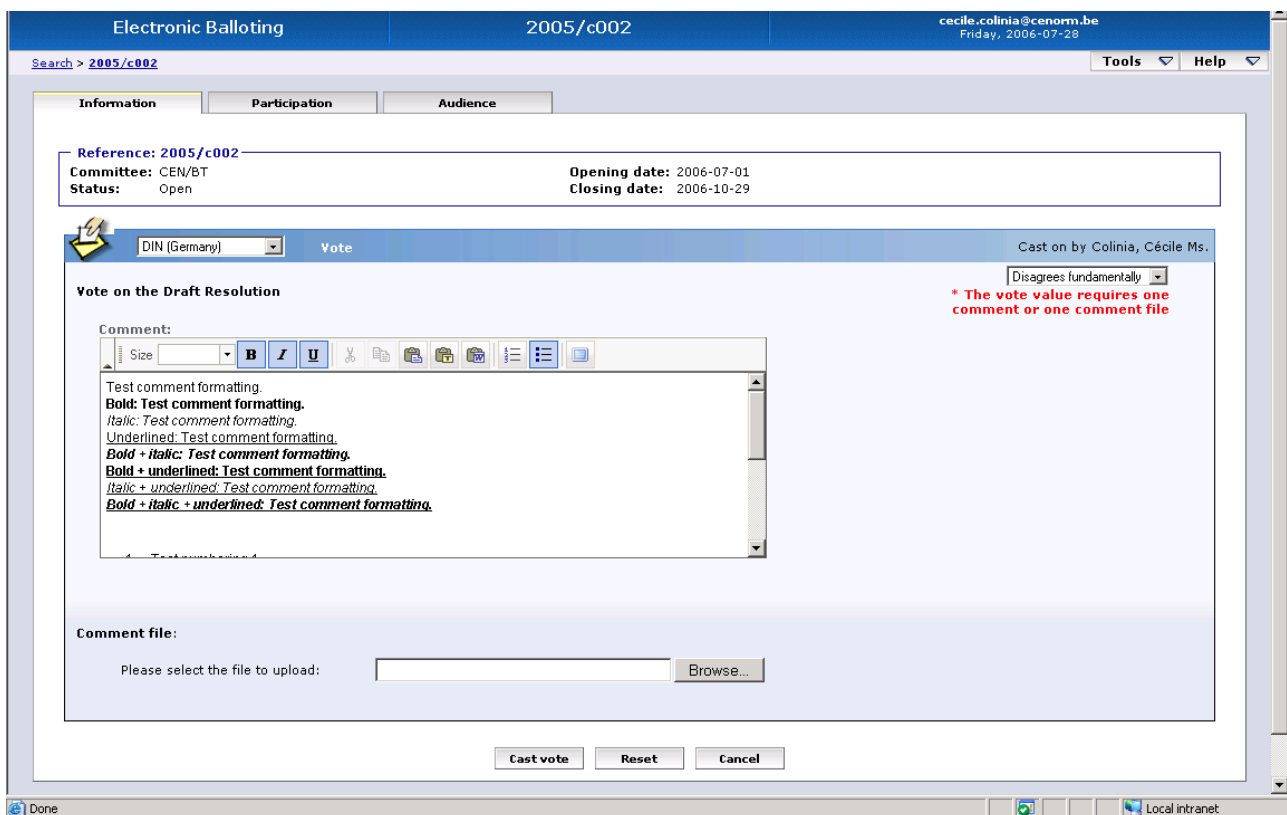 Electronic Balloting
2005/c002
cecile.colinia@cenorm.be
Friday, 2006-07-28
Search > 2005/c002
Tools
Help
Information
Participation
Audience
Reference: 2005/c002
Committee: CEN/BT
Opening date: 2006-07-01
Status: Open
Closing date: 2006-10-29
DIN (Germany)
Vote
Cast on by Colinia, Cécile Ms.
Vote on the Draft Resolution
Disagrees fundamentally
* The vote value requires one
comment or one comment file
Comment:
Size
B I U
Test comment formatting.
Bold: Test comment formatting.
Italic: Test comment formatting.
Underlined: Test comment formatting.
Bold + italic: Test comment formatting.
Bold + underlined: Test comment formatting.
Italic + underlined: Test comment formatting.
Bold + italic + underlined: Test comment formatting.
1. Test numbering 1
Comment file:
Please select the file to upload:
Browse...
Cast vote
Reset
Cancel
Done
Local intranet